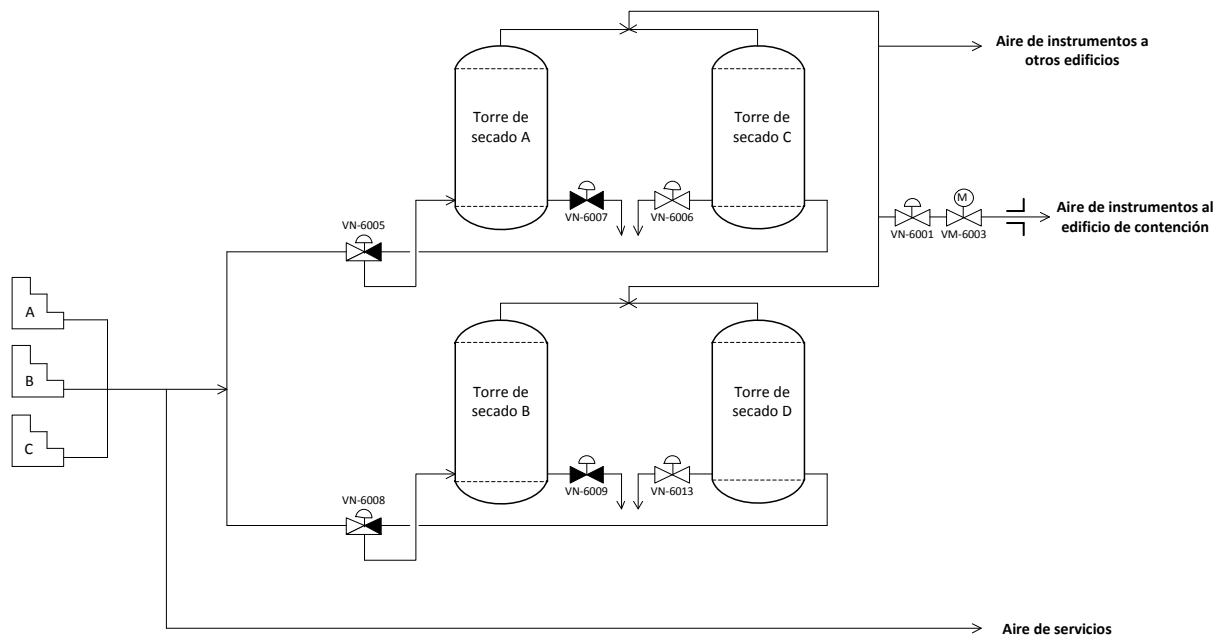 Aire de instrumentos a
otros edificios
Torre de
secado A
Torre de
secado C
VN-6007
VN-6006
VN-6005
M
VN-6001
VM-6003
Aire de instrumentos al
edificio de contención
A
B
C
Torre de
secado B
Torre de
secado D
VN-6009
VN-6013
VN-6008
Aire de servicios